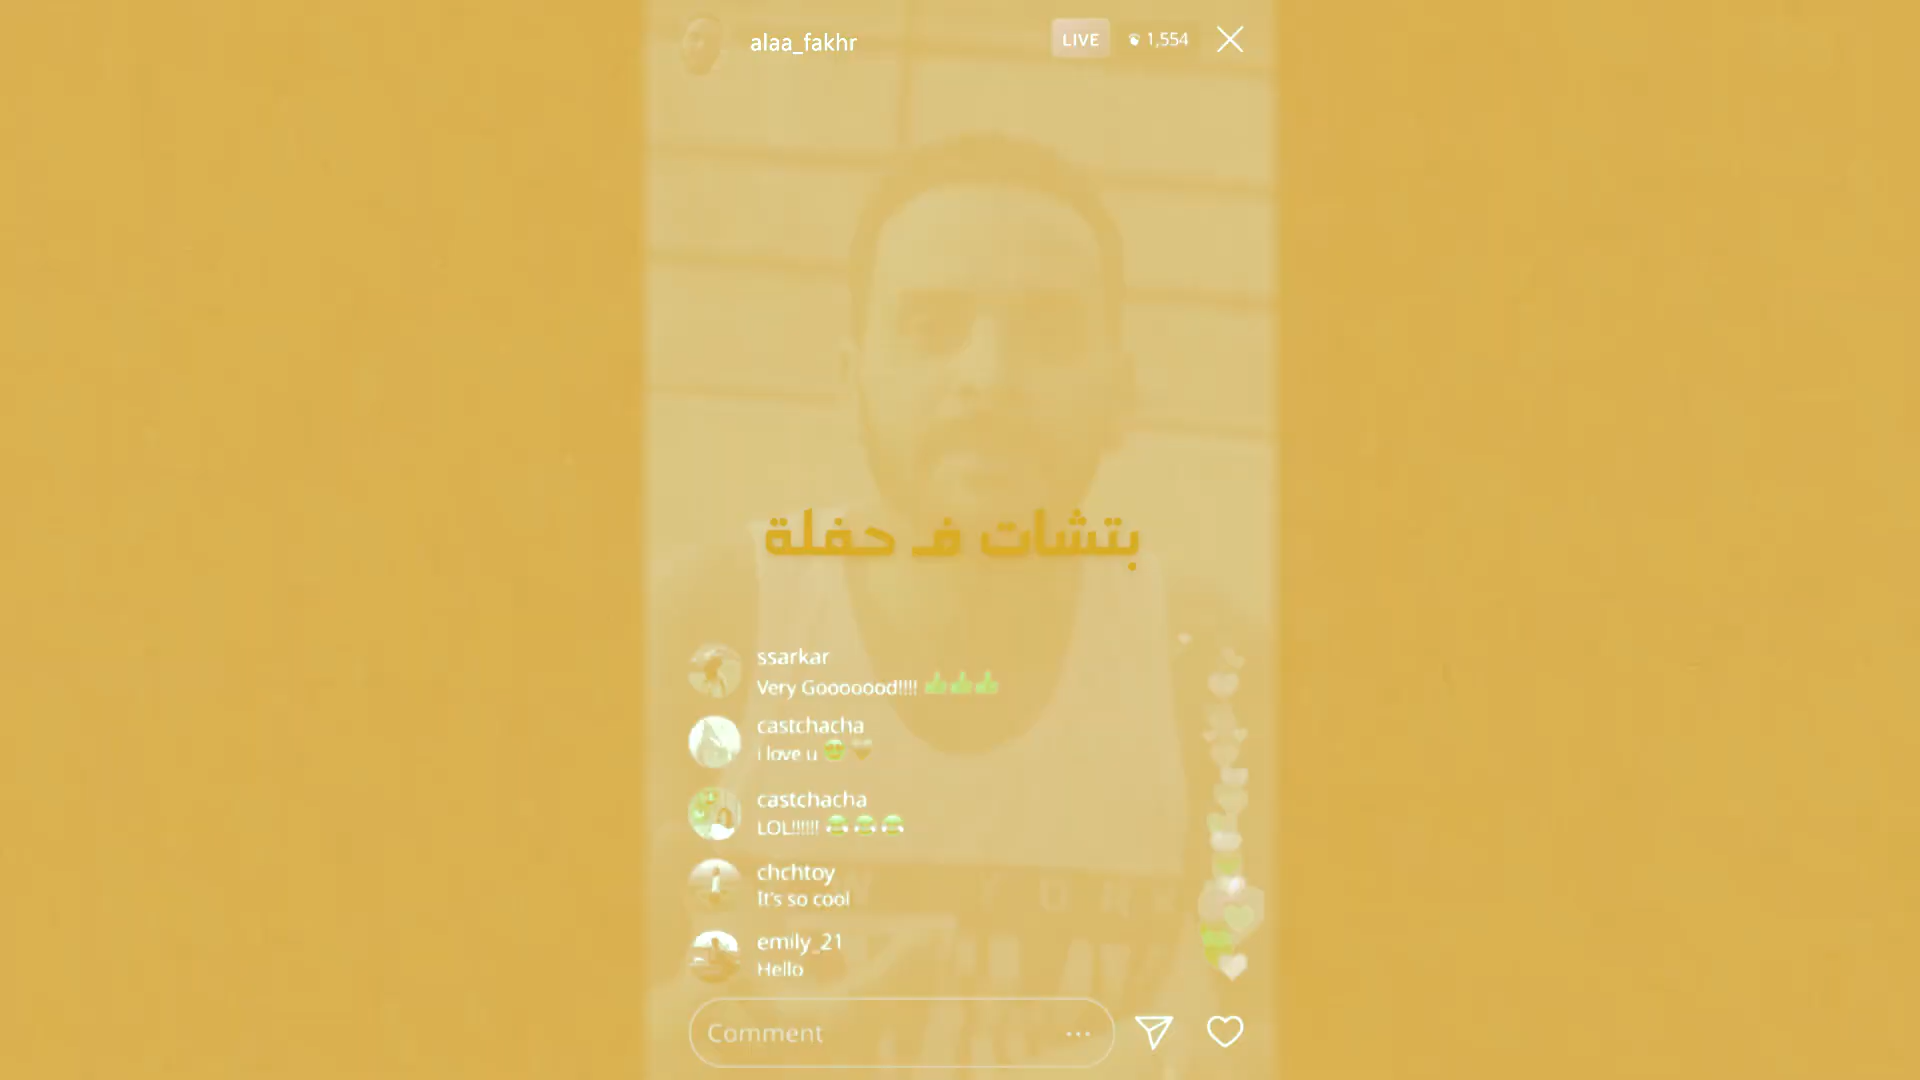 alaa_fakhr
LIVE 1,554
بتشات ف حفلة
ssarkar
Very Gooooood!!!! 👍👍👍
castchacha
i love u 😍❤
castchacha
LOL!!!!!! 😂😂😂
chchtoy
It's so cool
YORK
emily_21
Hello
Comment ...